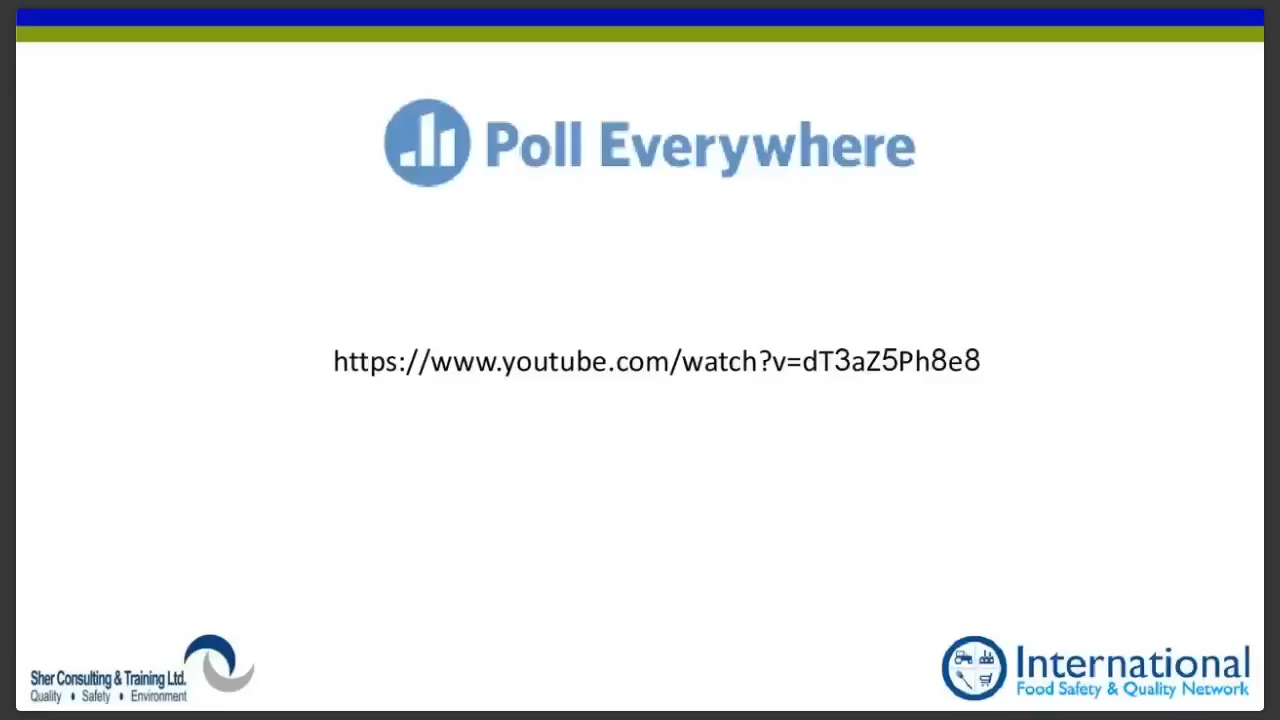 Poll Everywhere
https://www.youtube.com/watch?v=dT3aZ5Ph8e8
Sher Consulting & Training Ltd.
Quality • Safety • Environment
International
Food Safety & Quality Network